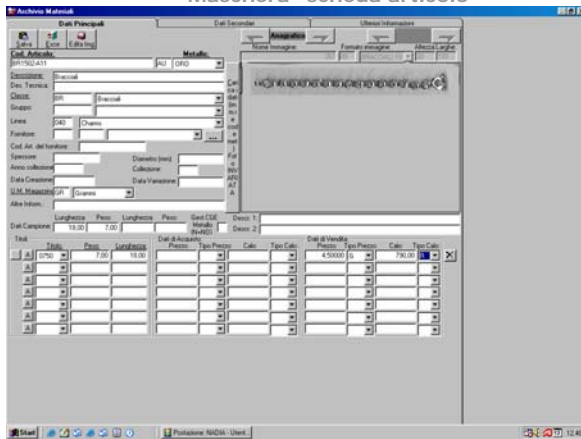 Maschera "scheda articolo"
Archivio Materiali
Dati Principali
Dati Secondari
Ulteriori Informazioni
Salva
Esce
Edita Img
Anagrafica
Nome Immagine:
Formato immagine
Altezza
Larghe
Cod. Articolo:
Metallo:
BR1502-A11
AU
ORO
Descrizione:
Bracciali
Des. Tecnica:
Classe:
BR
Bracciali
Gruppo:
Linea:
040
Charms
Fornitore:
...
Cod. Art. del fornitore:
Spessore:
Diametro (mm):
Anno collezione:
Collezione:
Data Creazione:
Data Variazione:
U.M. Magazzino:
GR
Grammi
Altre Inform.:
Lunghezza
Peso
Lunghezza
Peso
Gest.CGE
Metallo
(N=NO)
Descr. 1:
Descr. 2:
Dati Campione:
18,00
7,00
Titoli
Dati di Acquisto
Dati di Vendita
Titolo
Peso
Lunghezza
Prezzo
Tipo Prezzo
Calo
Tipo Calo
Prezzo
Tipo Prezzo
Calo
Tipo Calo
A
0750
7,00
18,00
4,50000
G
790,00
X
A
A
A
A
A
A
Start
Postazione: NADIA - Utent...
12.4